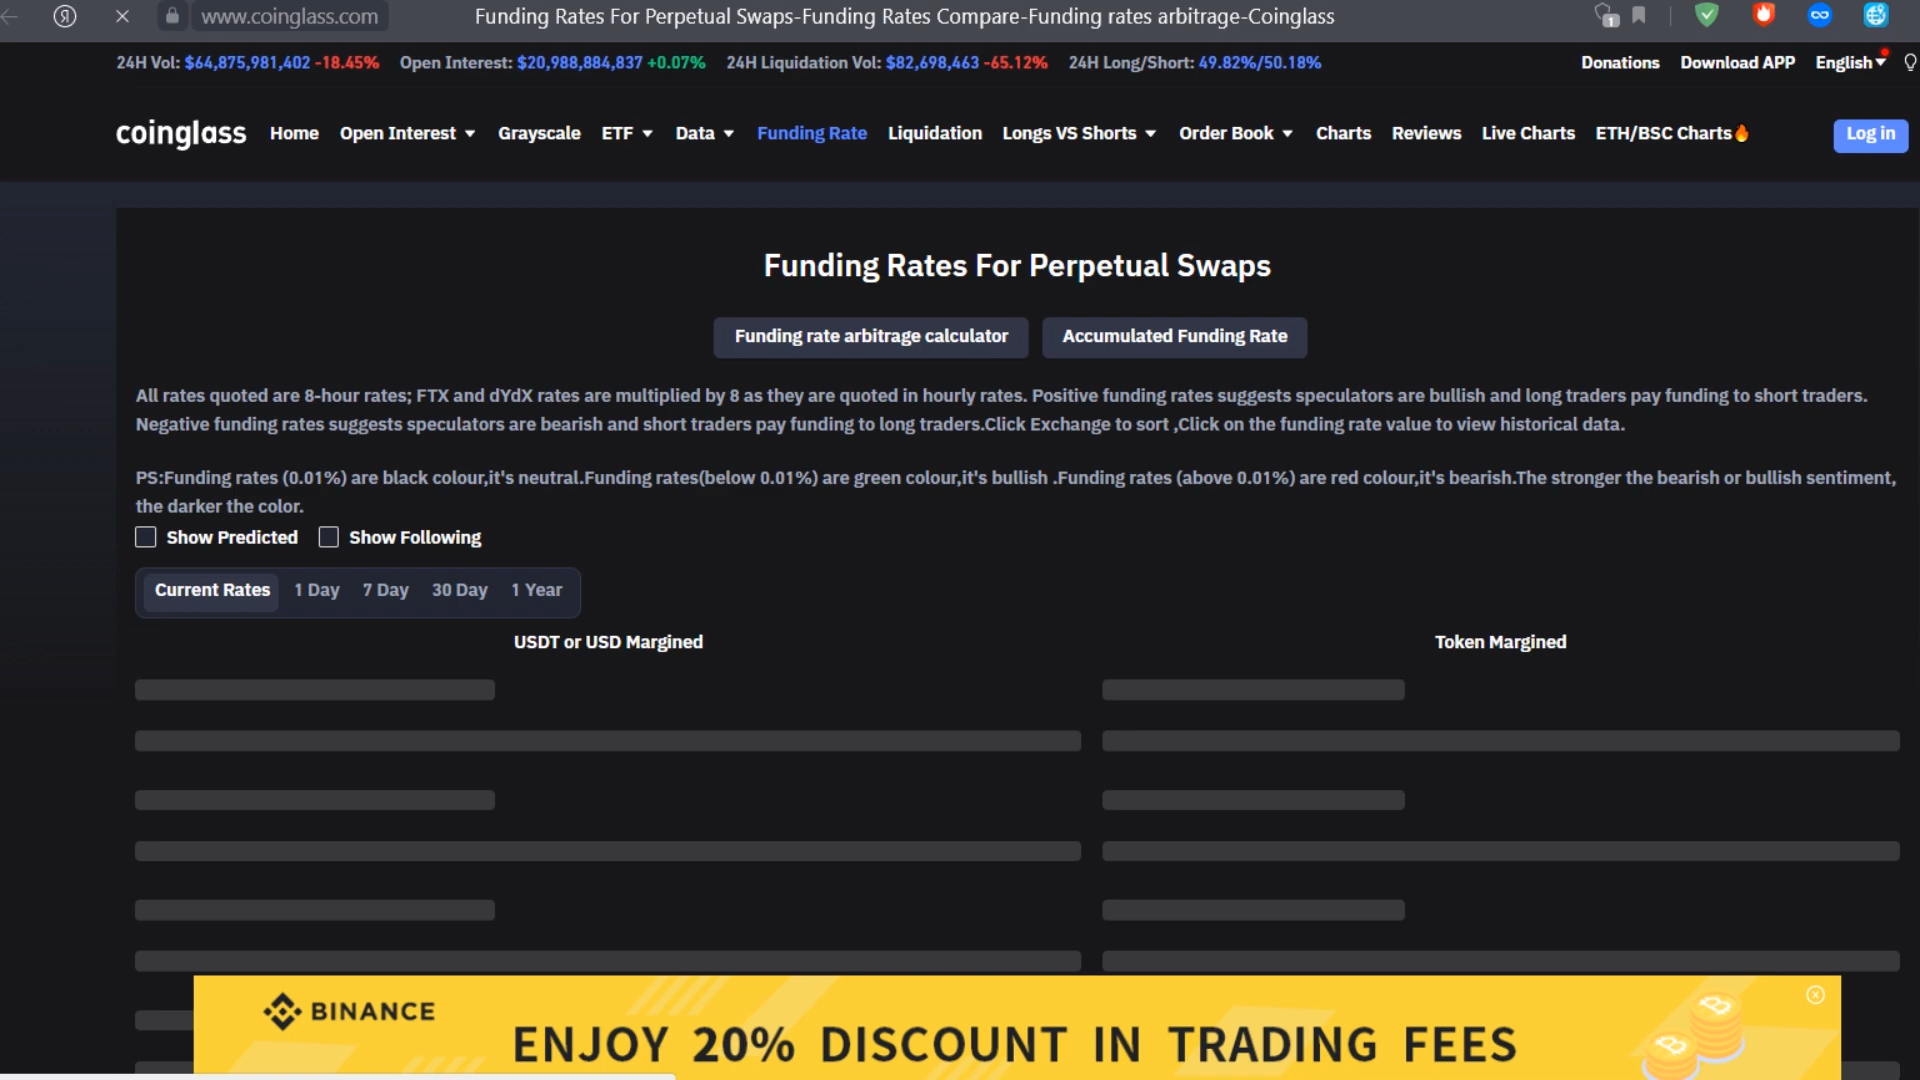 www.coinglass.com Funding Rates For Perpetual Swaps-Funding Rates Compare-Funding rates arbitrage-Coinglass 1
24H Vol: $64,875,981,402 -18.45% Open Interest: $20,988,884,837 +0.07% 24H Liquidation Vol: $82,698,463 -65.12% 24H Long/Short: 49.82%/50.18% Donations Download APP English
coinglass Home Open Interest Grayscale ETF Data Funding Rate Liquidation Longs VS Shorts Order Book Charts Reviews Live Charts ETH/BSC Charts🔥 Log in
Funding Rates For Perpetual Swaps
Funding rate arbitrage calculator Accumulated Funding Rate
All rates quoted are 8-hour rates; FTX and dYdX rates are multiplied by 8 as they are quoted in hourly rates. Positive funding rates suggests speculators are bullish and long traders pay funding to short traders.
Negative funding rates suggests speculators are bearish and short traders pay funding to long traders.Click Exchange to sort ,Click on the funding rate value to view historical data.
PS:Funding rates (0.01%) are black colour,it's neutral.Funding rates(below 0.01%) are green colour,it's bullish .Funding rates (above 0.01%) are red colour,it's bearish.The stronger the bearish or bullish sentiment,
the darker the color.
Show Predicted Show Following
Current Rates 1 Day 7 Day 30 Day 1 Year
USDT or USD Margined Token Margined
BINANCE
ENJOY 20% DISCOUNT IN TRADING FEES